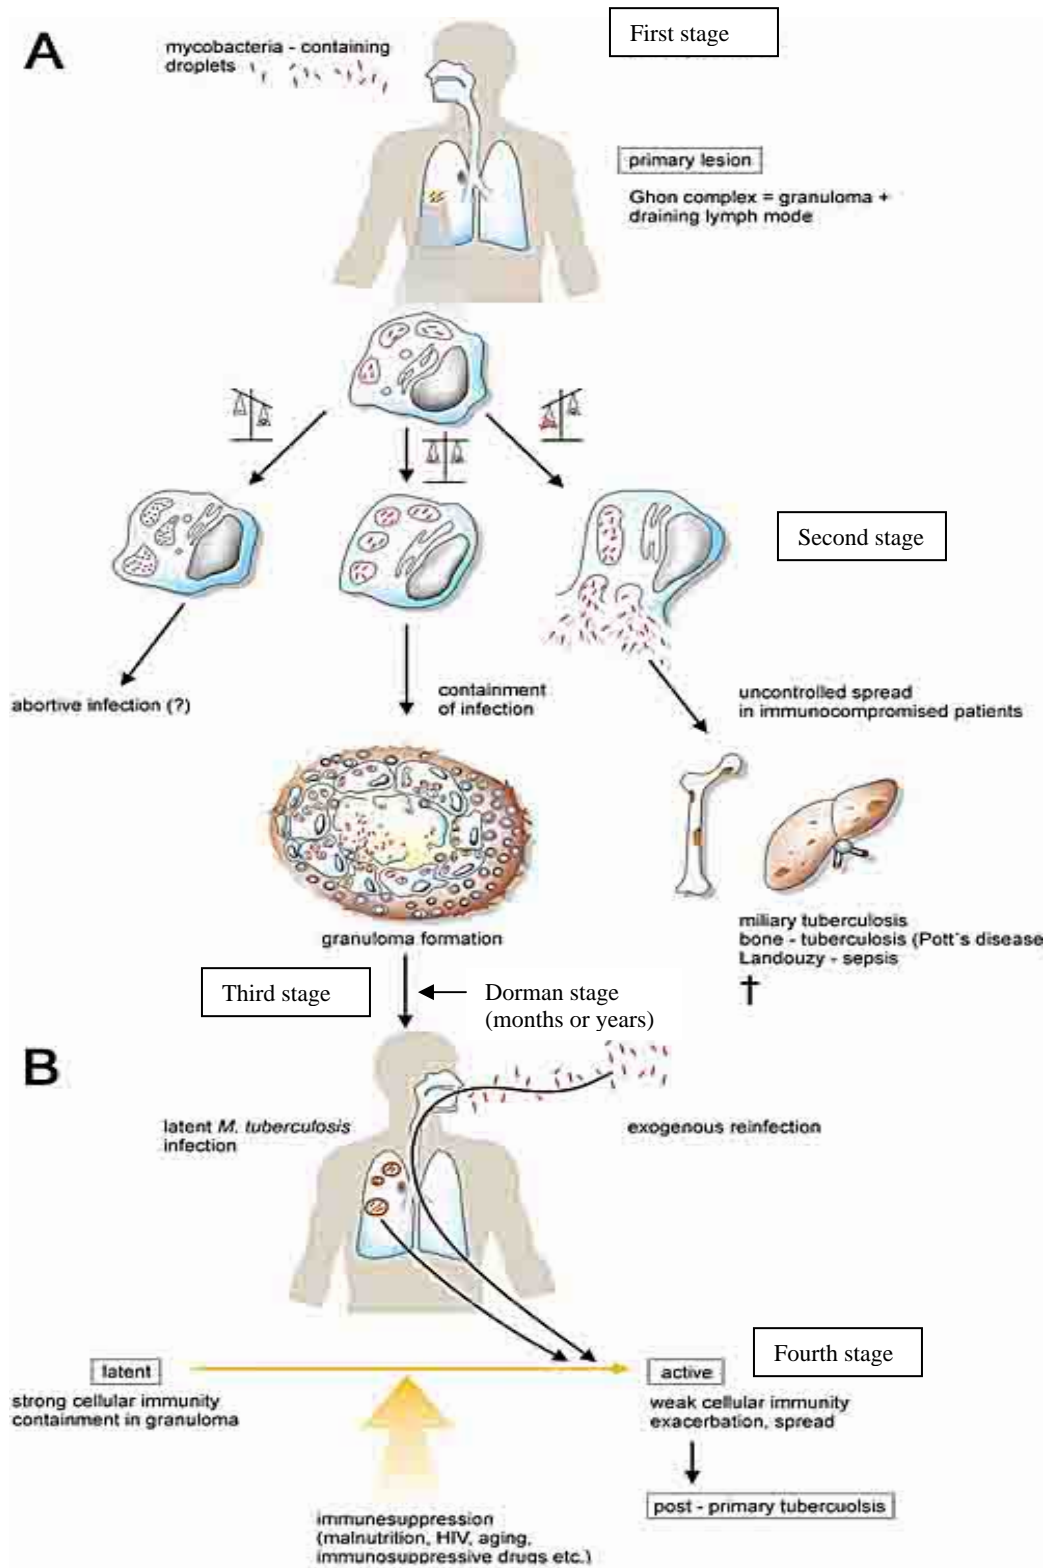 A
First stage
mycobacteria - containing
droplets
primary lesion
Ghon complex = granuloma +
draining lymph mode
Second stage
abortive infection (?)
containment
of infection
uncontrolled spread
in immunocompromised patients
granuloma formation
miliary tuberculosis
bone - tuberculosis (Pott´s disease
Landouzy - sepsis
Third stage
Dorman stage
(months or years)
B
latent M. tuberculosis
infection
exogenous reinfection
Fourth stage
latent
active
strong cellular immunity
containment in granuloma
weak cellular immunity
exacerbation, spread
post - primary tubercuolsis
immunesuppression
(malnutrition, HIV, aging,
immunosuppressive drugs etc.)